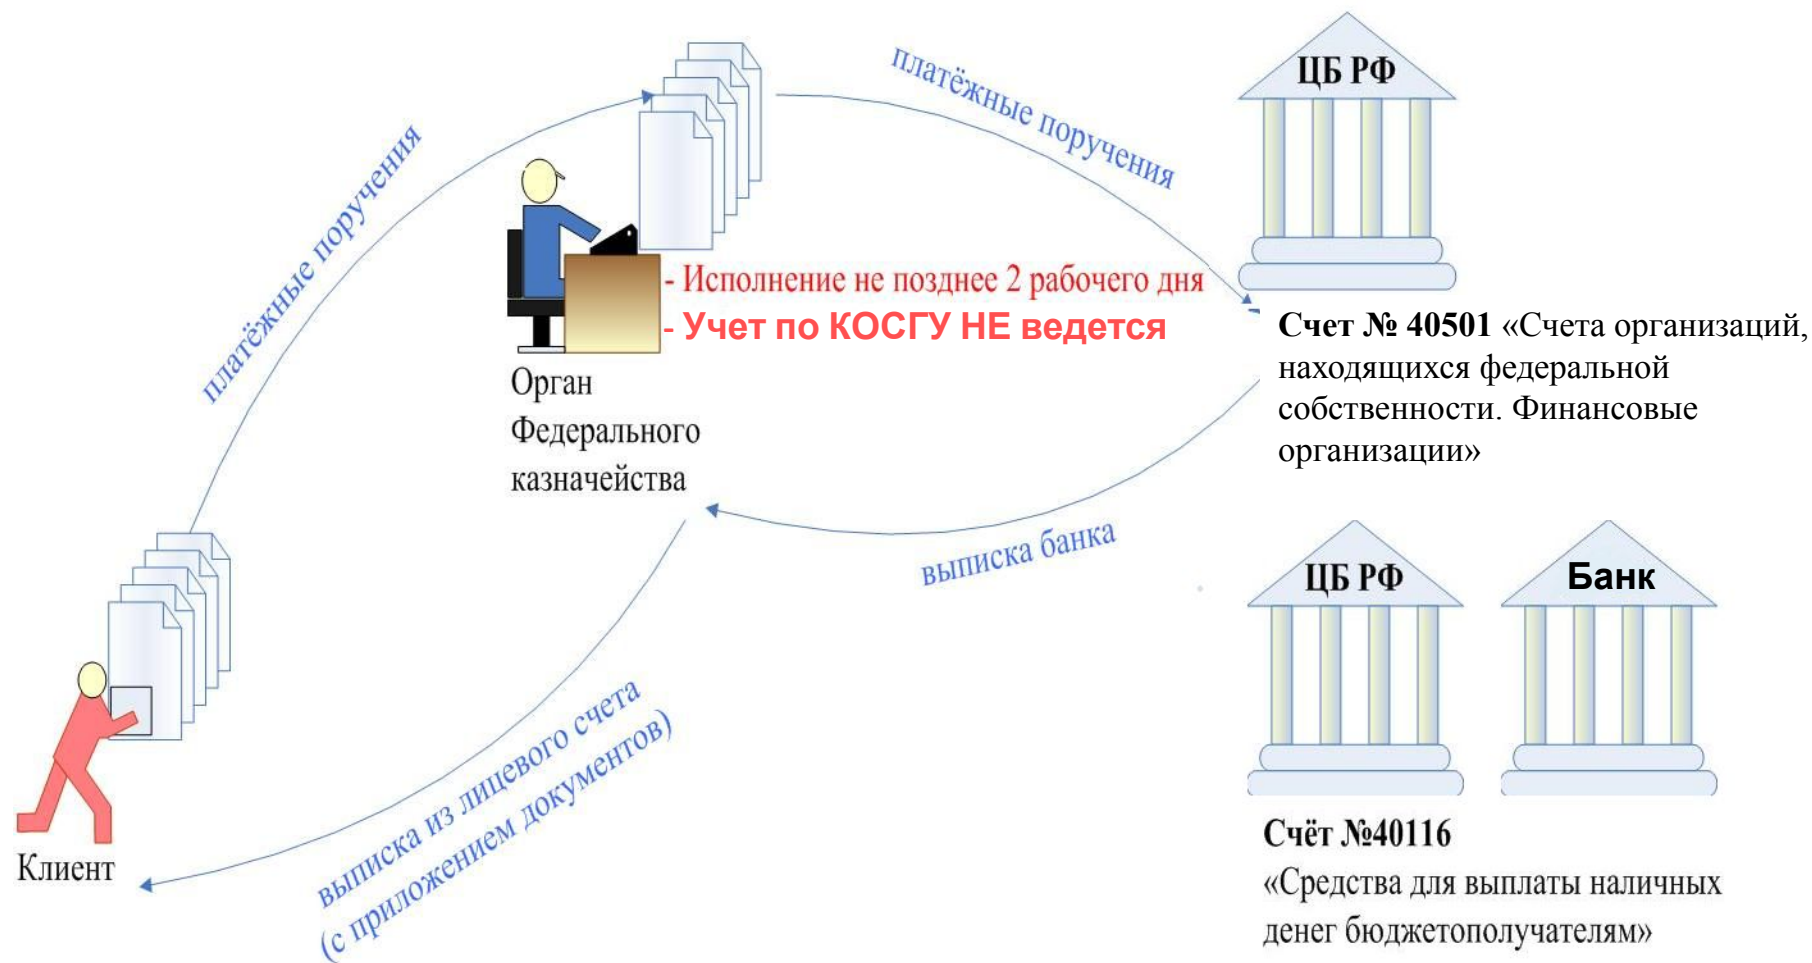 платёжные поручения
платёжные поручения
ЦБ РФ
- Исполнение не позднее 2 рабочего дня
- Учет по КОСГУ НЕ ведется
Орган
Федерального
казначейства
Счет № 40501 «Счета организаций,
находящихся федеральной
собственности. Финансовые
организации»
выписка банка
ЦБ РФ
Банк
выписка из лицевого счета
(с приложением документов)
Клиент
Счёт №40116
«Средства для выплаты наличных
денег бюджетополучателям»